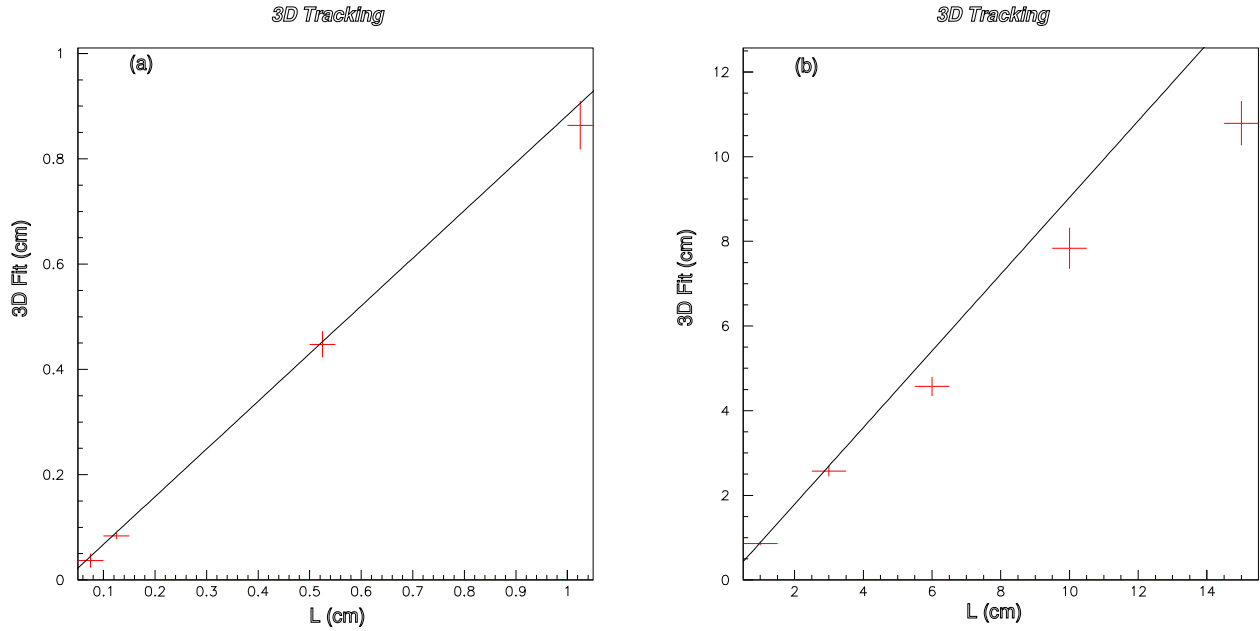 3D Tracking
(a)
1
0.8
0.6
0.4
0.2
0
3D Fit (cm)
0.1 0.2 0.3 0.4 0.5 0.6 0.7 0.8 0.9 1
L (cm)
3D Tracking
(b)
12
10
8
6
4
2
0
3D Fit (cm)
2 4 6 8 10 12 14
L (cm)